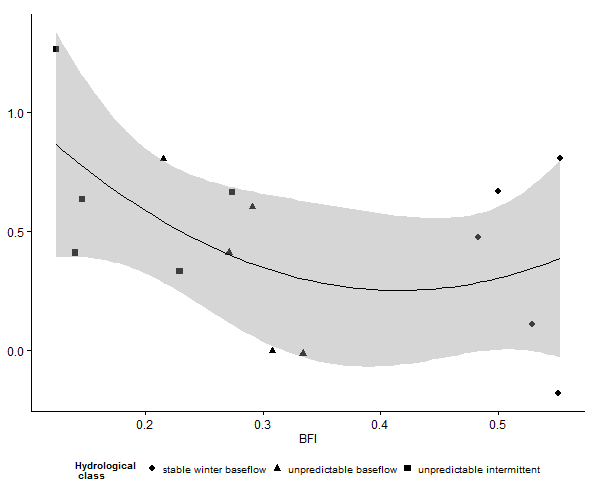 1.0
0.5
0.0
0.2 0.3 0.4 0.5
BFI
Hydrological
class
stable winter baseflow unpredictable baseflow unpredictable intermittent